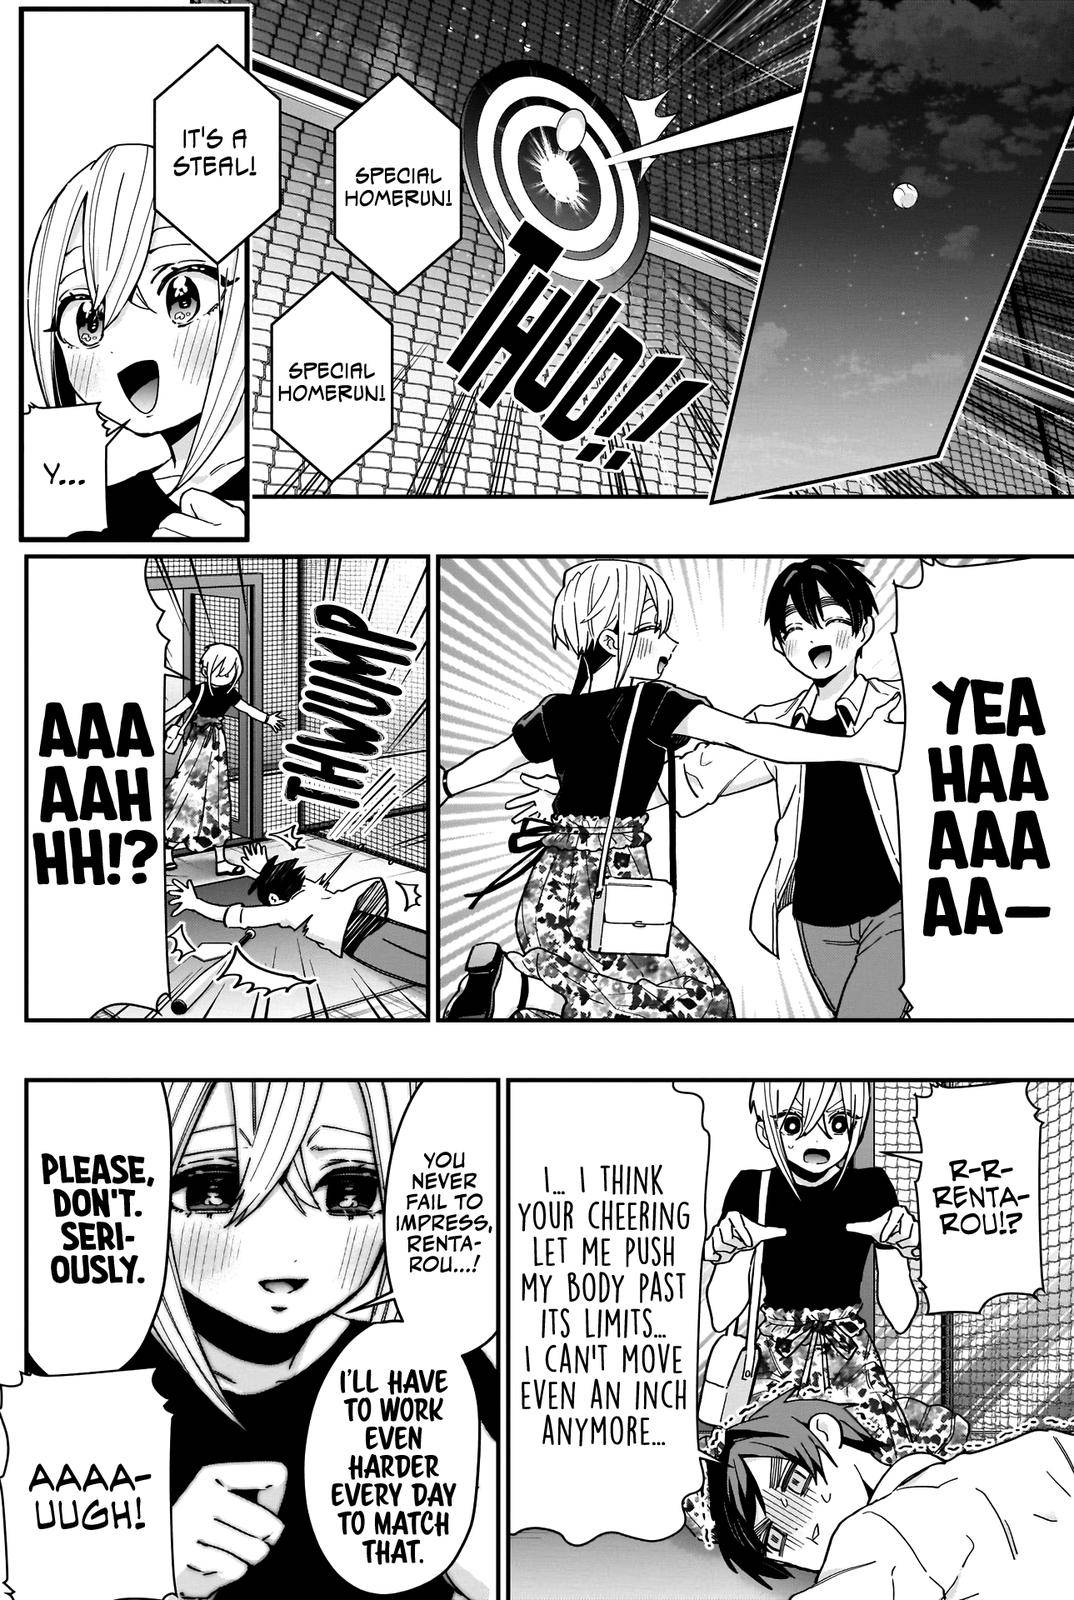 THUD!!
SPECIAL
HOMERUN!
SPECIAL
HOMERUN!
IT'S A
STEAL!
Y...
YEA
HAA
AAA
AA—
THWUMP
AAA
AAH
HH!?
R-R-
RENTA-
ROU!?
I... I THINK
YOUR CHEERING
LET ME PUSH
MY BODY PAST
ITS LIMITS...
I CAN'T MOVE
EVEN AN INCH
ANYMORE...
YOU
NEVER
FAIL TO
IMPRESS,
RENTA-
ROU...!
I'LL HAVE
TO WORK
EVEN
HARDER
EVERY DAY
TO MATCH
THAT.
PLEASE,
DON'T.
SERI-
OUSLY.
AAAA-
UUGH!